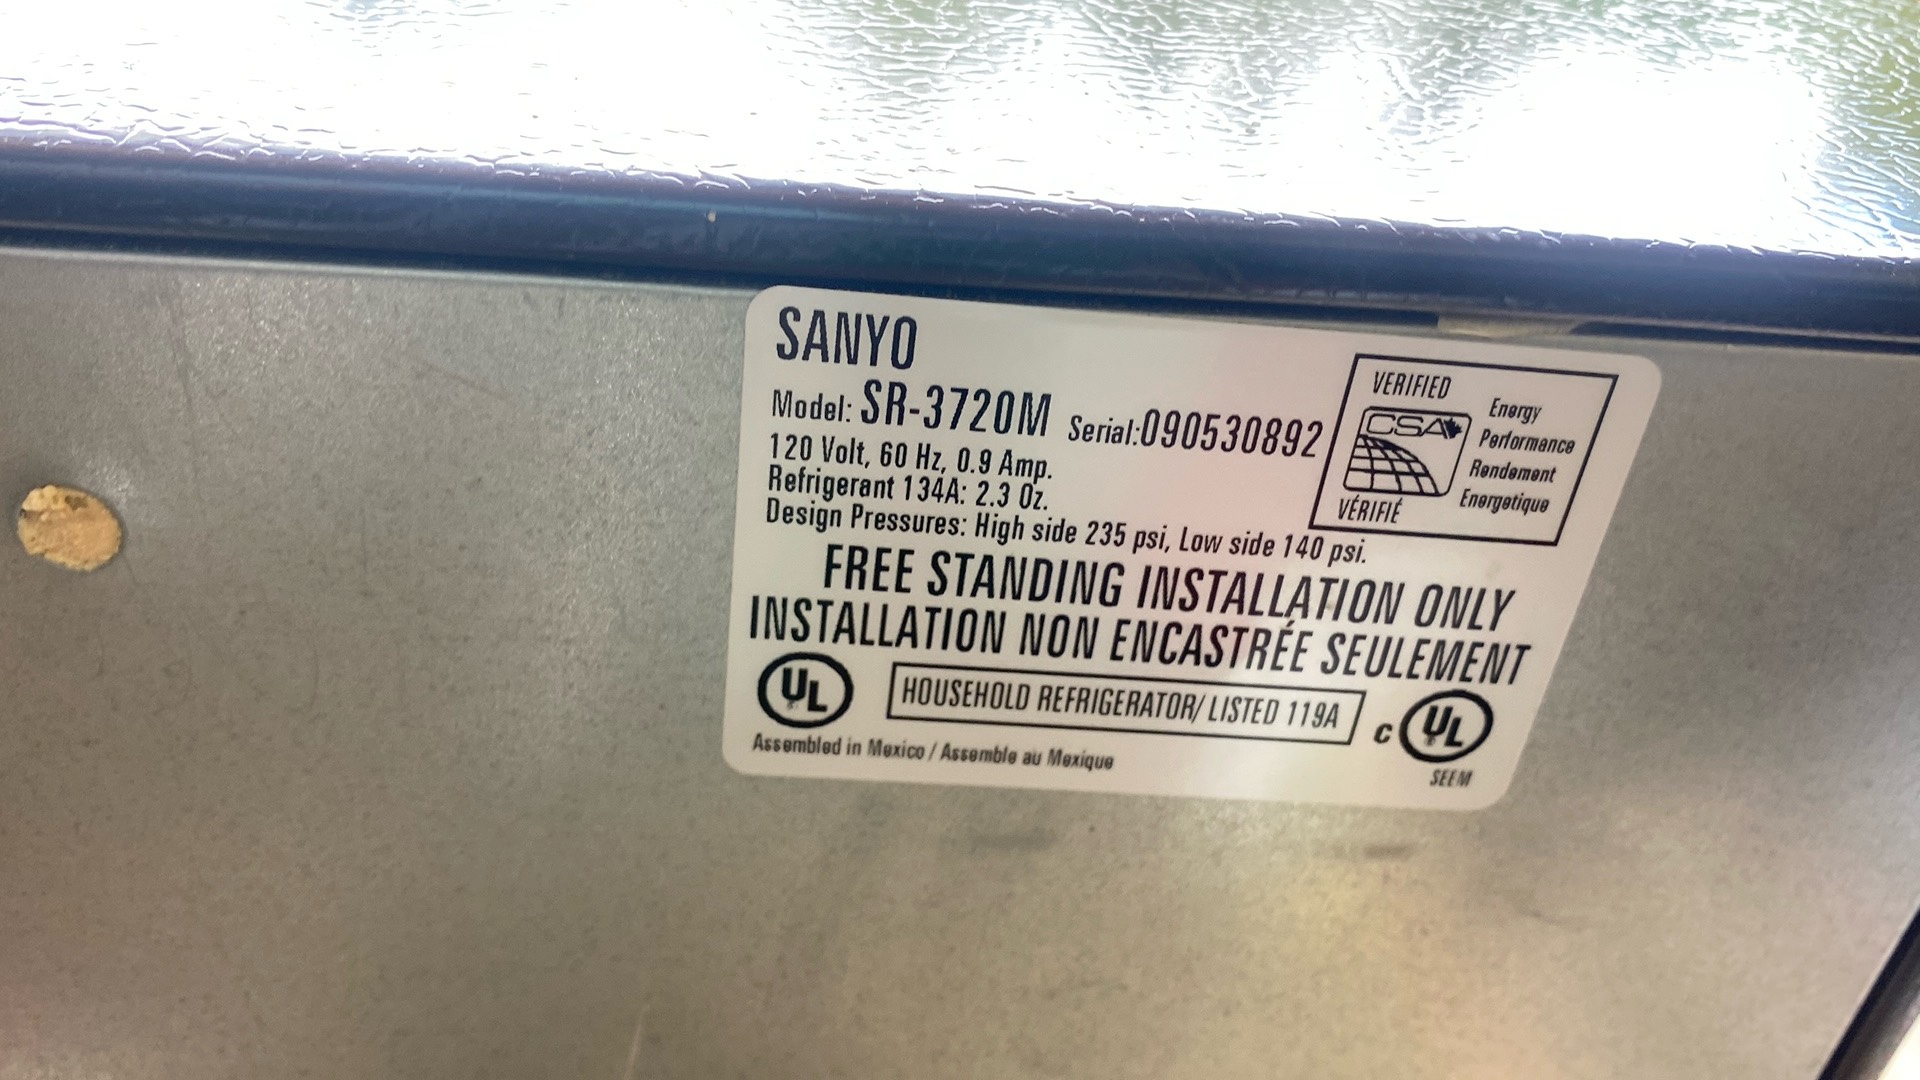 SANYO
Model: SR-3720M Serial:090530892
120 Volt, 60 Hz, 0.9 Amp.
Refrigerant 134A: 2.3 Oz.
Design Pressures: High side 235 psi, Low side 140 psi.
VERIFIED
CSA
VÉRIFIÉ
Energy
Performance
Rendement
Energetique
FREE STANDING INSTALLATION ONLY
INSTALLATION NON ENCASTRÉE SEULEMENT
UL
HOUSEHOLD REFRIGERATOR/ LISTED 119A
C UL
Assembled in Mexico / Assemble au Mexique
SEEM